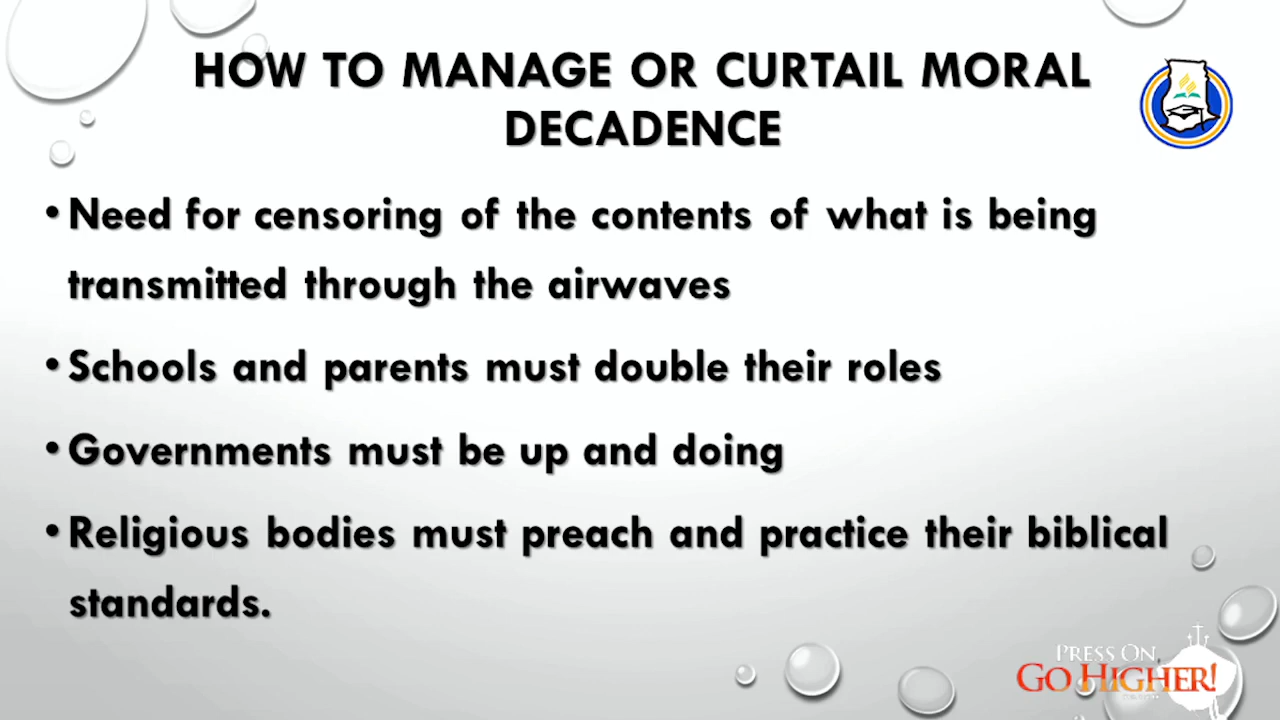 HOW TO MANAGE OR CURTAIL MORAL
DECADENCE
• Need for censoring of the contents of what is being
transmitted through the airwaves
• Schools and parents must double their roles
• Governments must be up and doing
• Religious bodies must preach and practice their biblical
standards.
PRESS ON,
GO HIGHER!